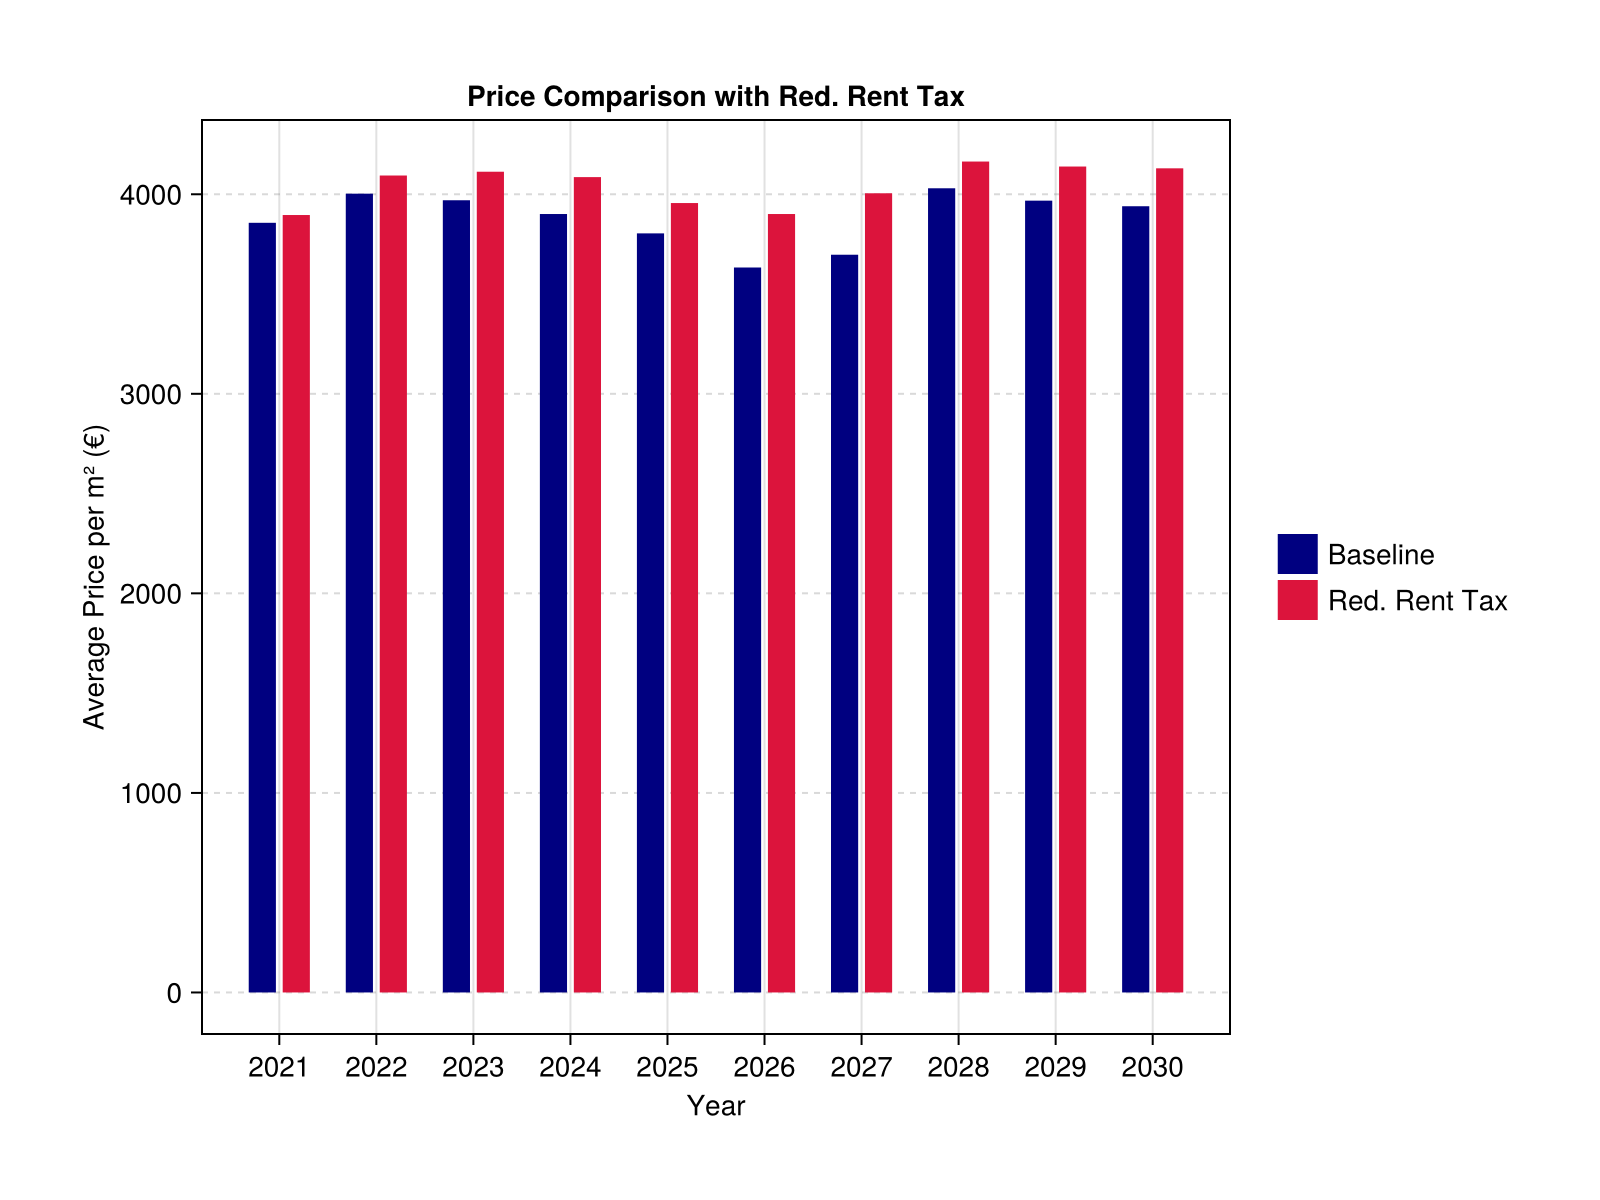 Price Comparison with Red. Rent Tax
Average Price per m² (€)
4000
3000
2000
1000
0
2021 2022 2023 2024 2025 2026 2027 2028 2029 2030
Year
Baseline
Red. Rent Tax